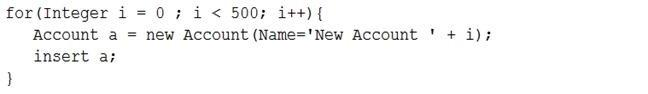 for(Integer i = 0 ; i < 500; i++){
   Account a = new Account(Name='New Account ' + i);
   insert a;
}